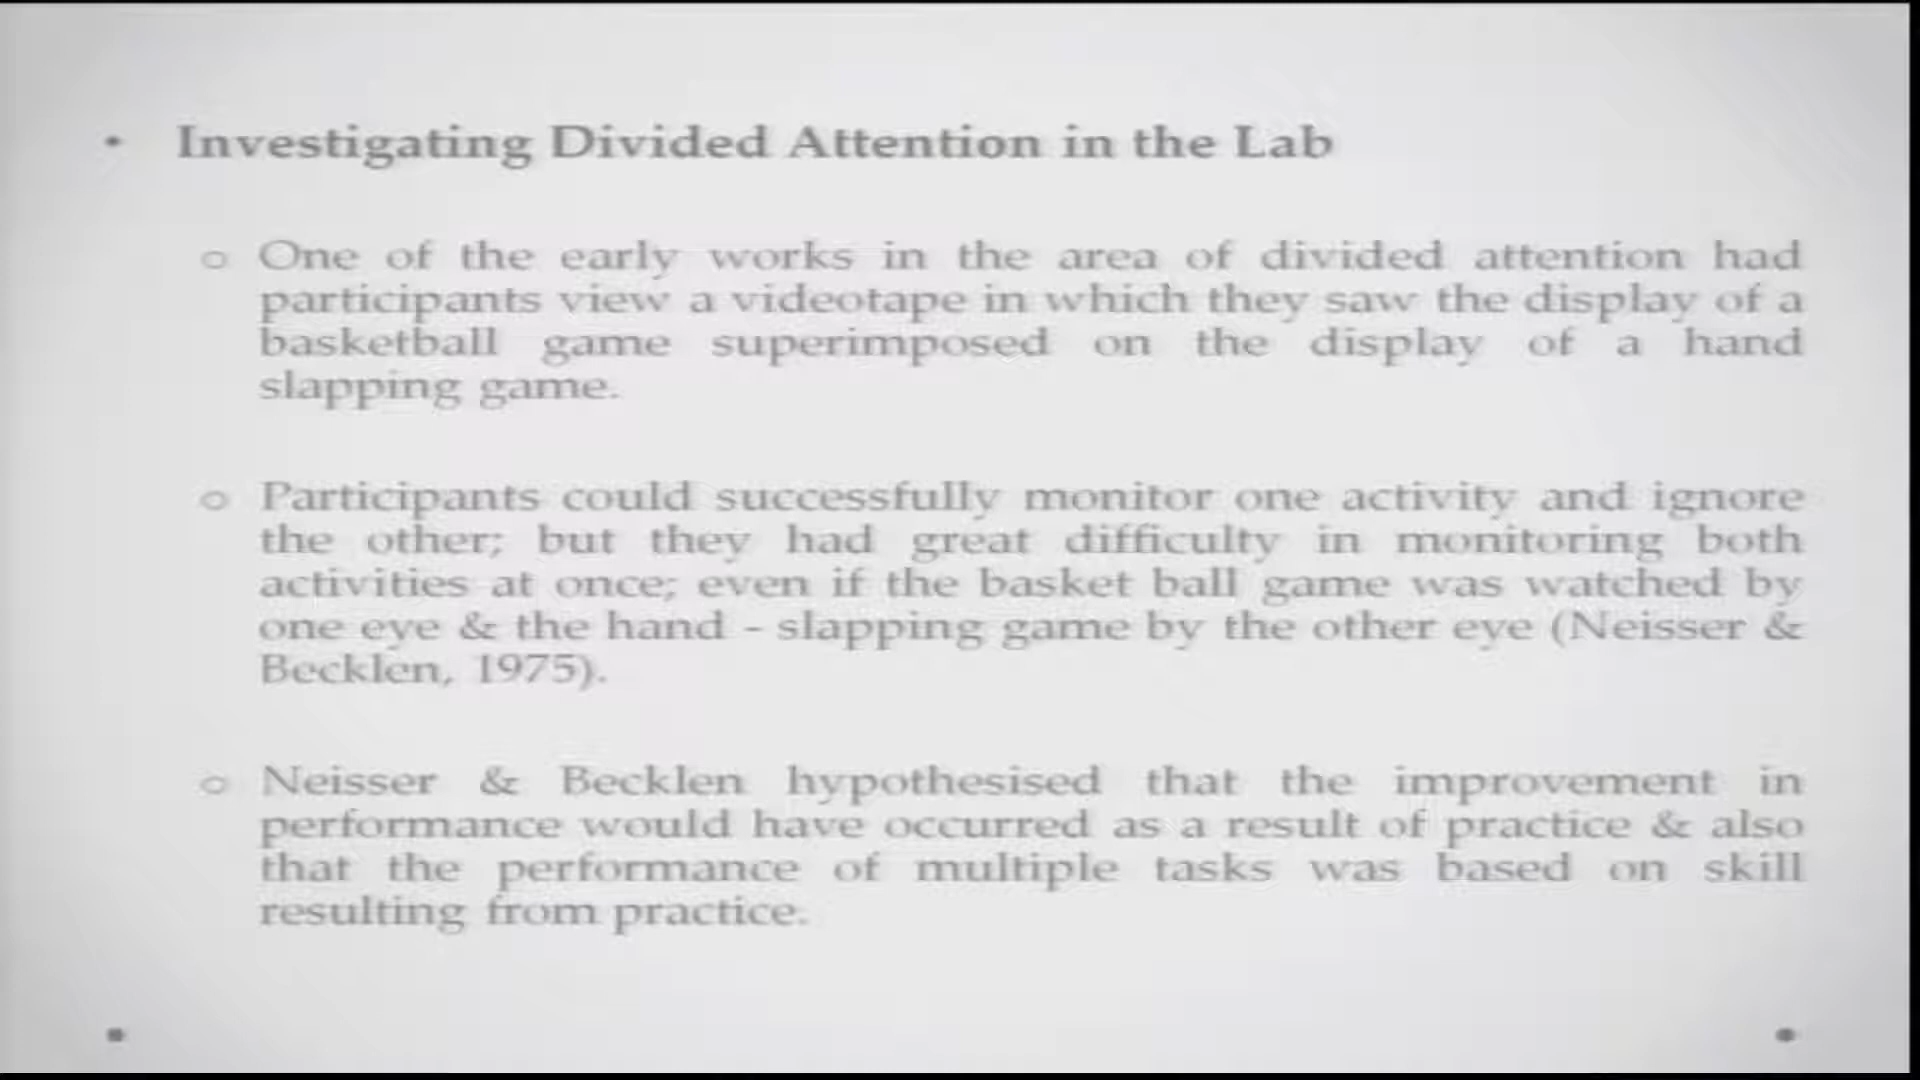 • Investigating Divided Attention in the Lab
o One of the early works in the area of divided attention had
participants view a videotape in which they saw the display of a
basketball game superimposed on the display of a hand
slapping game.
o Participants could successfully monitor one activity and ignore
the other; but they had great difficulty in monitoring both
activities at once; even if the basket ball game was watched by
one eye & the hand - slapping game by the other eye (Neisser &
Becklen, 1975).
o Neisser & Becklen hypothesised that the improvement in
performance would have occurred as a result of practice & also
that the performance of multiple tasks was based on skill
resulting from practice.